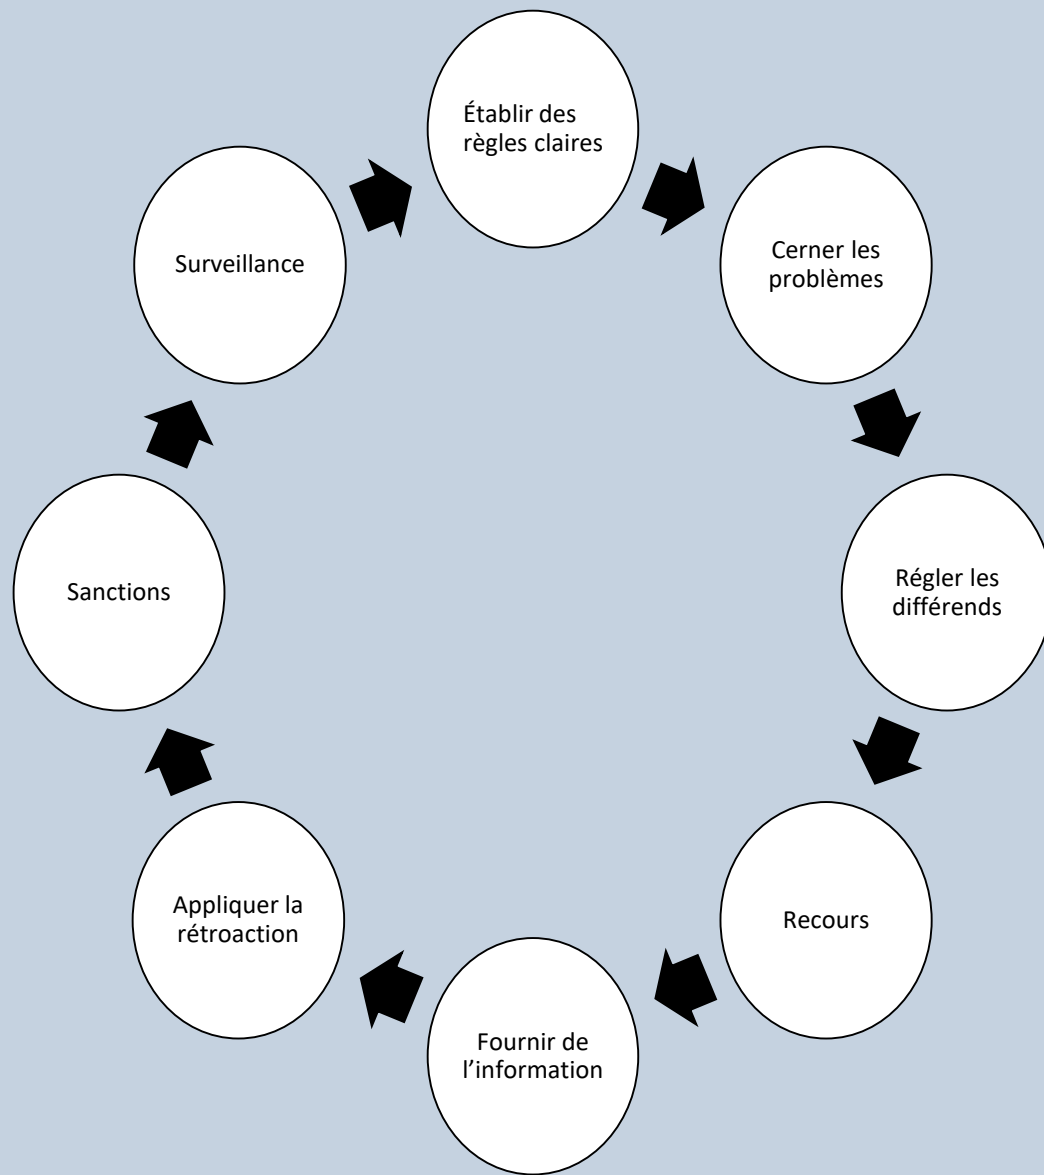 Établir des
règles claires
Cerner les
problèmes
Régler les
différends
Recours
Fournir de
l’information
Appliquer la
rétroaction
Sanctions
Surveillance